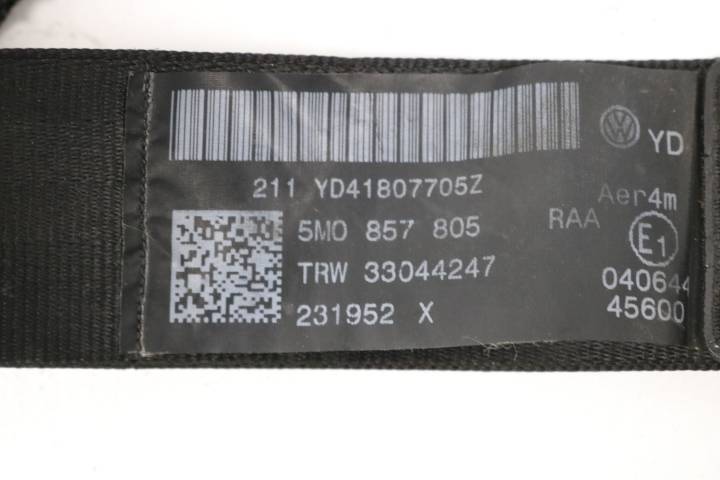 YD
211 YD41807705Z
Aer4m
5M0 857 805
RAA
E1
TRW 33044247
040644
231952 X
45600